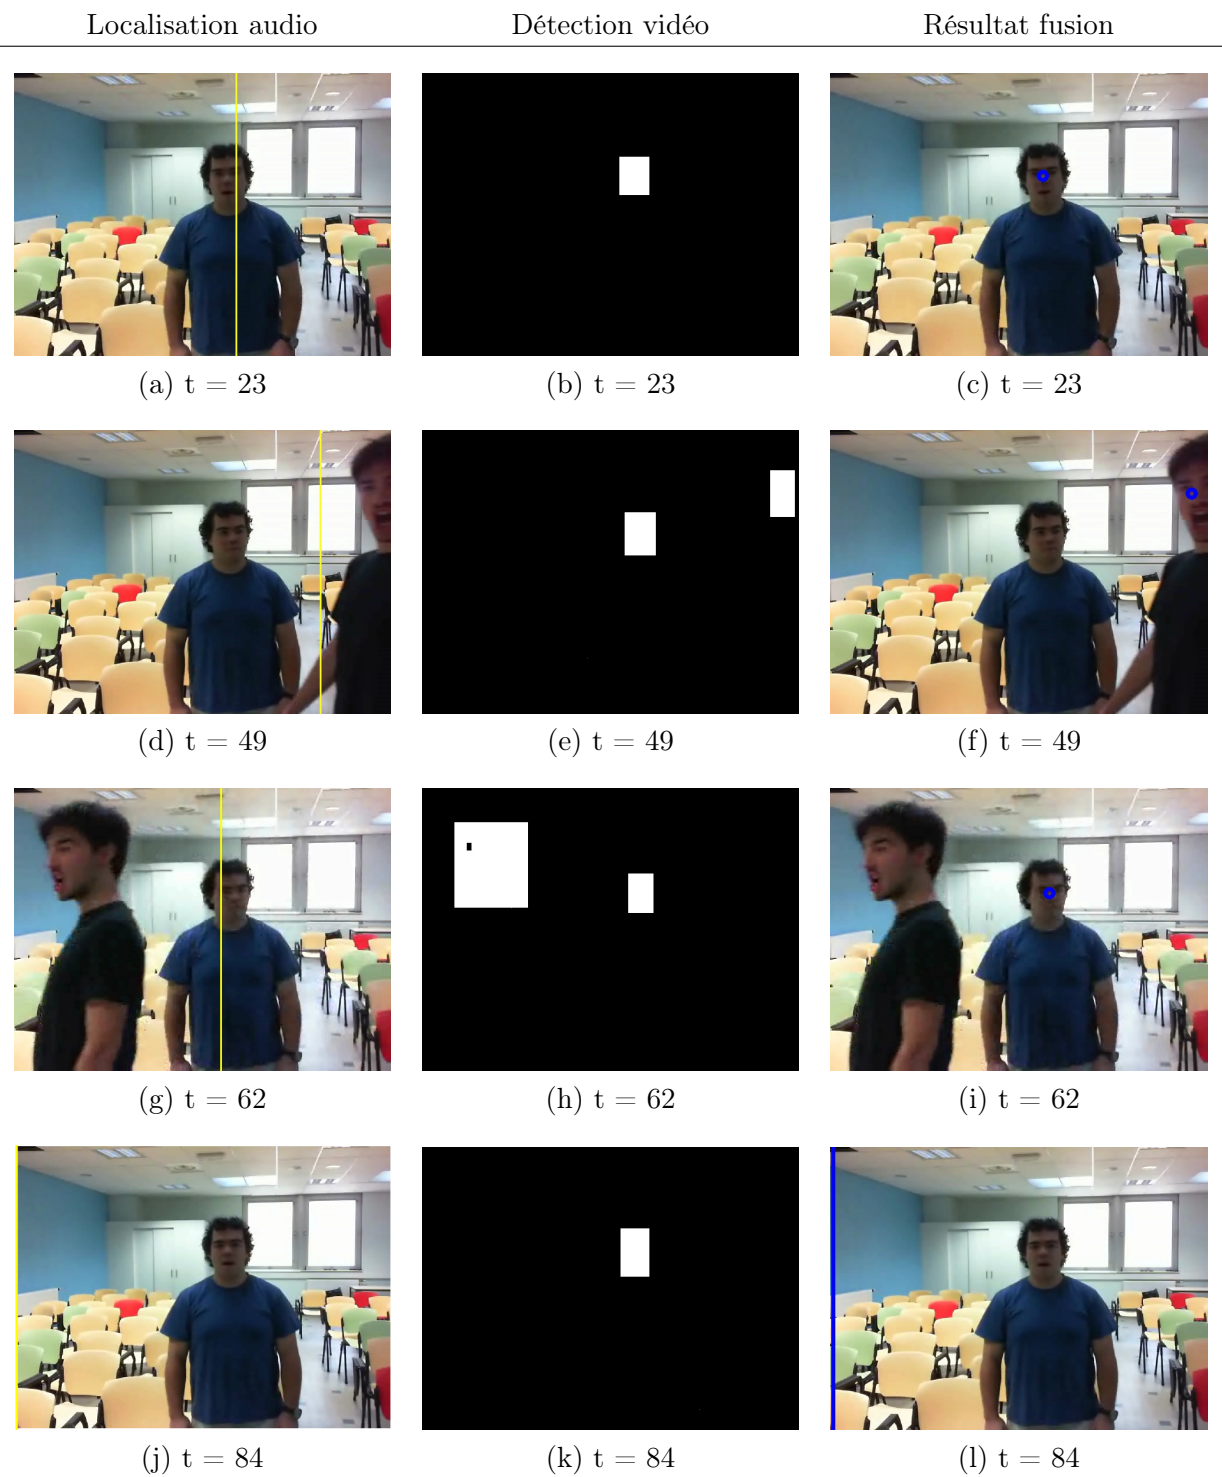 Localisation audio Détection vidéo Résultat fusion
(a) t = 23 (b) t = 23 (c) t = 23
(d) t = 49 (e) t = 49 (f) t = 49
(g) t = 62 (h) t = 62 (i) t = 62
(j) t = 84 (k) t = 84 (l) t = 84